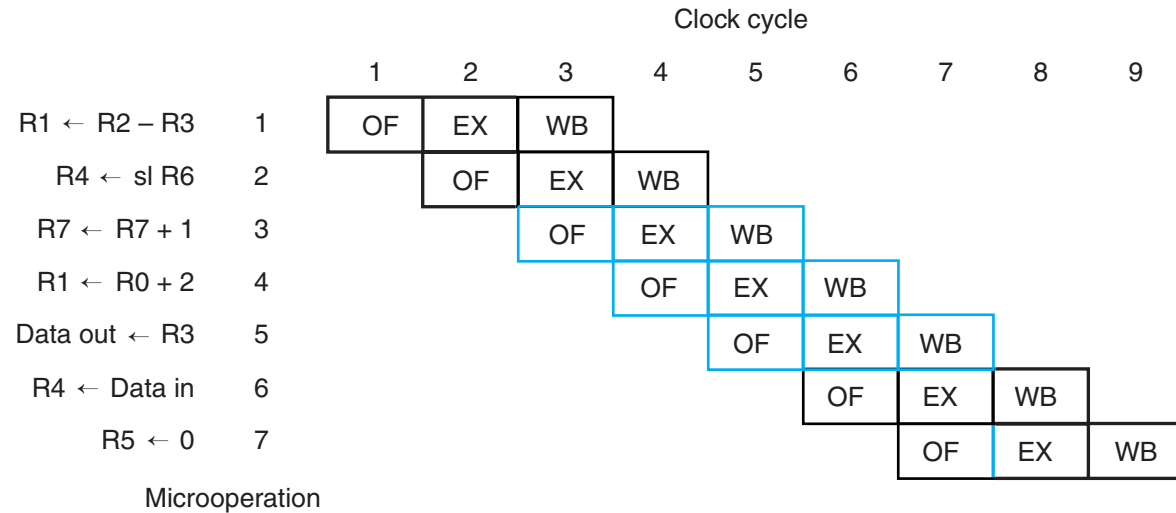 Clock cycle
1 2 3 4 5 6 7 8 9
R1 ← R2 – R3 1 OF EX WB
R4 ← sl R6 2 OF EX WB
R7 ← R7 + 1 3 OF EX WB
R1 ← R0 + 2 4 OF EX WB
Data out ← R3 5 OF EX WB
R4 ← Data in 6 OF EX WB
R5 ← 0 7 OF EX WB
Microoperation